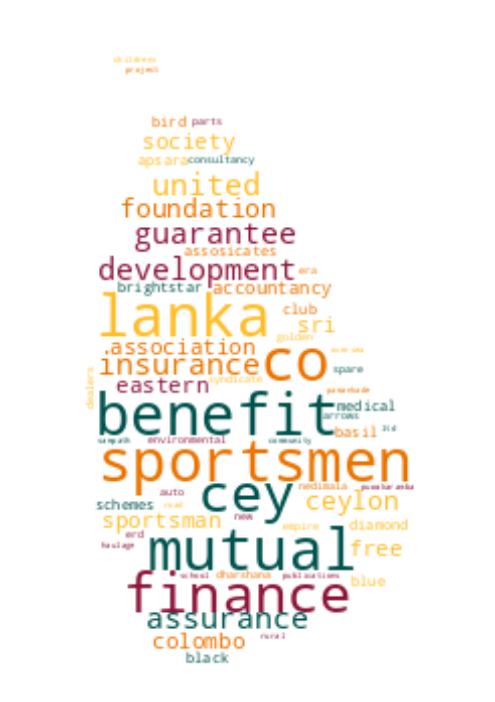 childrens
project
bird parts
society
apsara consultancy
united
foundation
guarantee
assosicates
development era
brightstar accountancy
lanka club
sri
golden
.association
insurance co spare
eastern syndicate
dealers
benefit medical
arrows
basil ltd
sampath environmental community
sportsmen
cey nedimala
auto
schemes road ceylon
sportsman new
empire diamond
erd
haulage mutual free
school dharshana publications
blue
finance
assurance
colombo rural
black